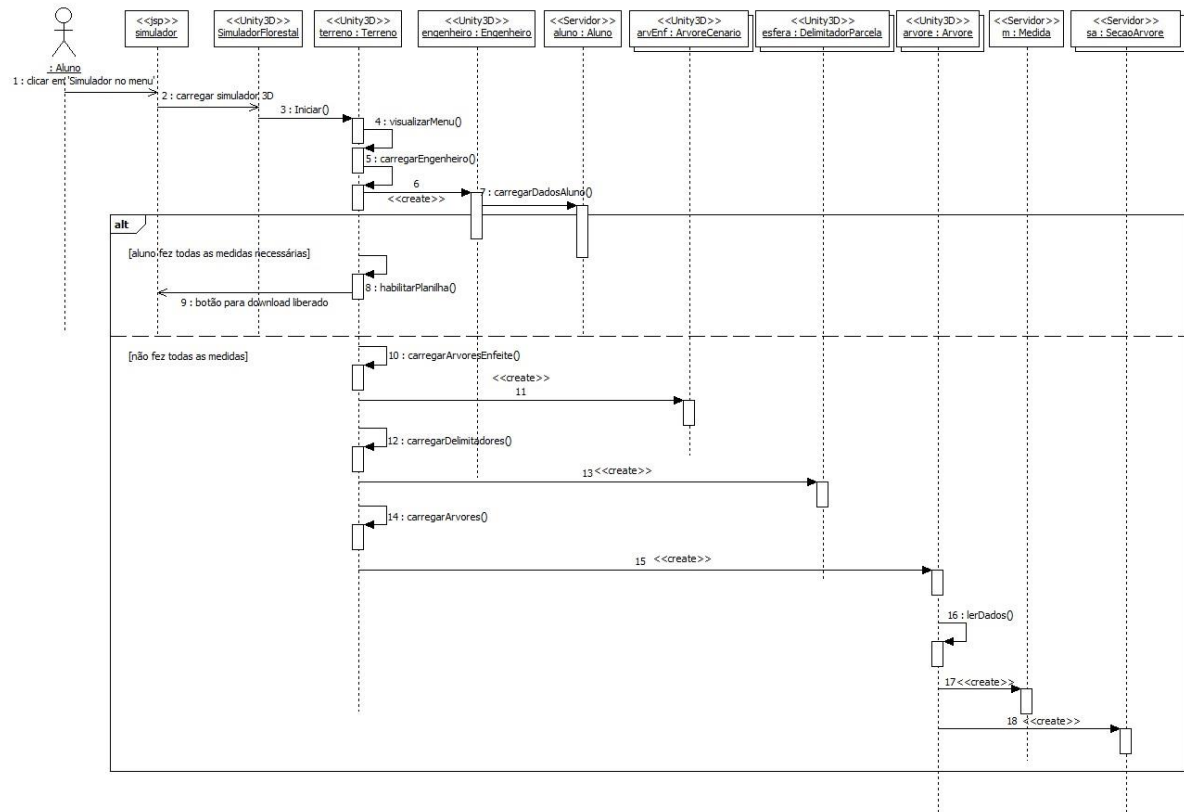 <<jsp>>
simulador
<<Unity3D>>
SimuladorFlorestal
<<Unity3D>>
terreno : Terreno
<<Unity3D>>
engenheiro : Engenheiro
<<Servidor>>
aluno : Aluno
<<Unity3D>>
arvEnf : ArvoreCenario
<<Unity3D>>
esfera : DelimitadorParcela
<<Unity3D>>
arvore : Arvore
<<Servidor>>
m : Medida
<<Servidor>>
sa : SecaoArvore
: Aluno
1 : clicar em 'Simulador no menu'
2 : carregar simulador 3D
3 : Iniciar()
4 : visualizarMenu()
5 : carregarEngenheiro()
6
<<create>>
7 : carregarDadosAluno()
alt
[aluno fez todas as medidas necessárias]
8 : habilitarPlanilha()
9 : botão para download liberado
[não fez todas as medidas]
10 : carregarArvoresEnfeite()
<<create>>
11
12 : carregarDelimitadores()
13 <<create>>
14 : carregarArvores()
15 <<create>>
16 : lerDados()
17 <<create>>
18 <<create>>